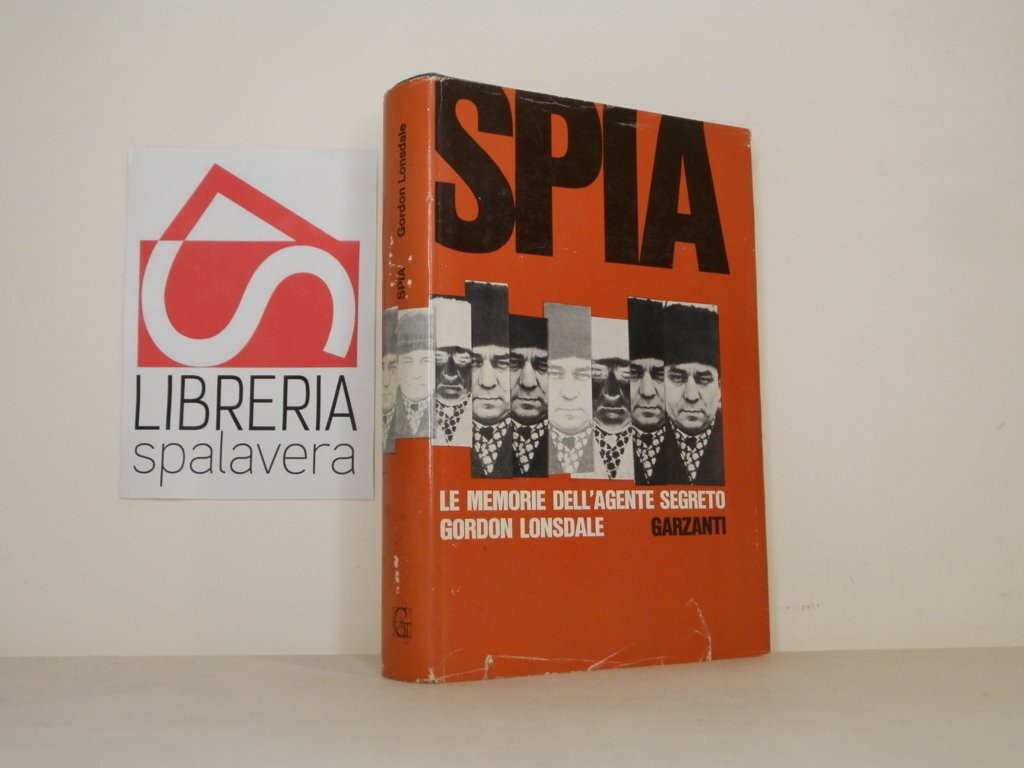 LIBRERIA
spalavera
SPIA Gordon Lonsdale
SPIA
LE MEMORIE DELL'AGENTE SEGRETO
GORDON LONSDALE GARZANTI